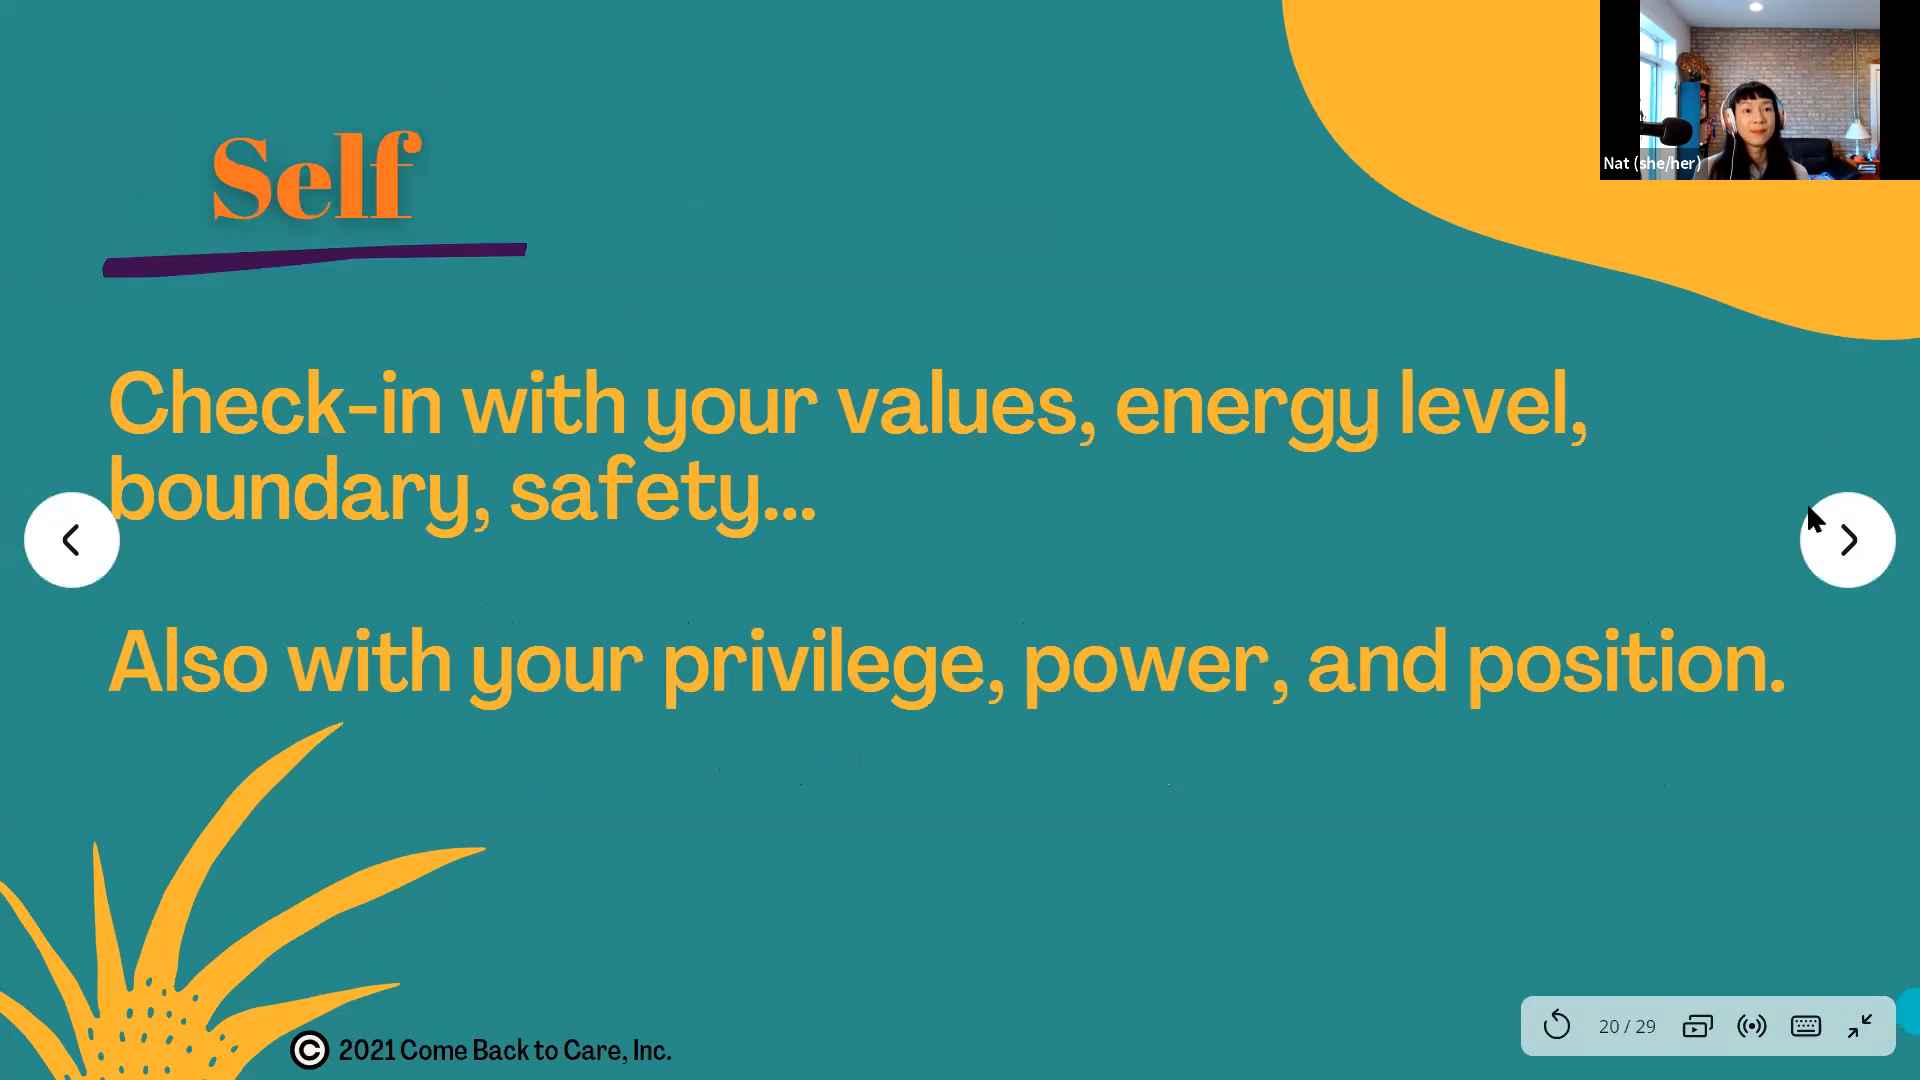 Self
Nat (she/her)
Check-in with your values, energy level,
boundary, safety...
Also with your privilege, power, and position.
© 2021 Come Back to Care, Inc.
20 / 29